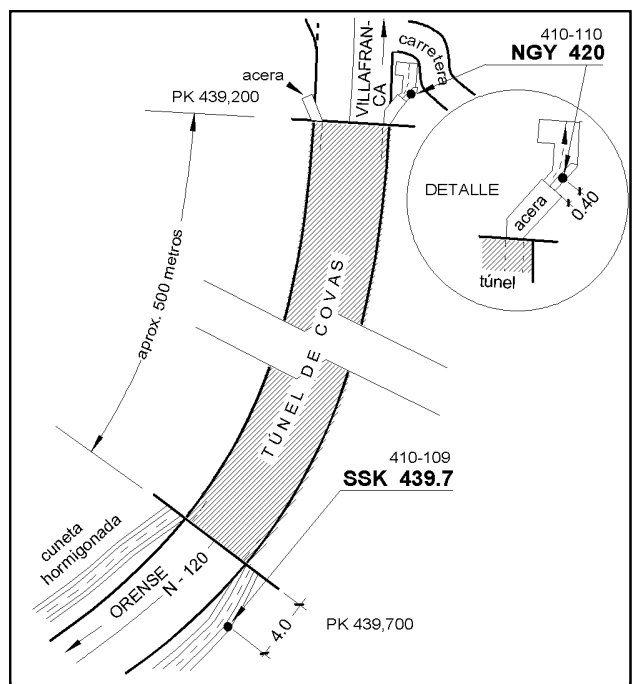 410-110
NGY 420
carretera
VILLAFRAN-
CA
acera
PK 439,200
DETALLE
acera
0.40
túnel
aprox. 500 metros
TÚNEL DE COVAS
410-109
SSK 439.7
cuneta
hormigonada
ORENSE
N - 120
4.0
PK 439,700